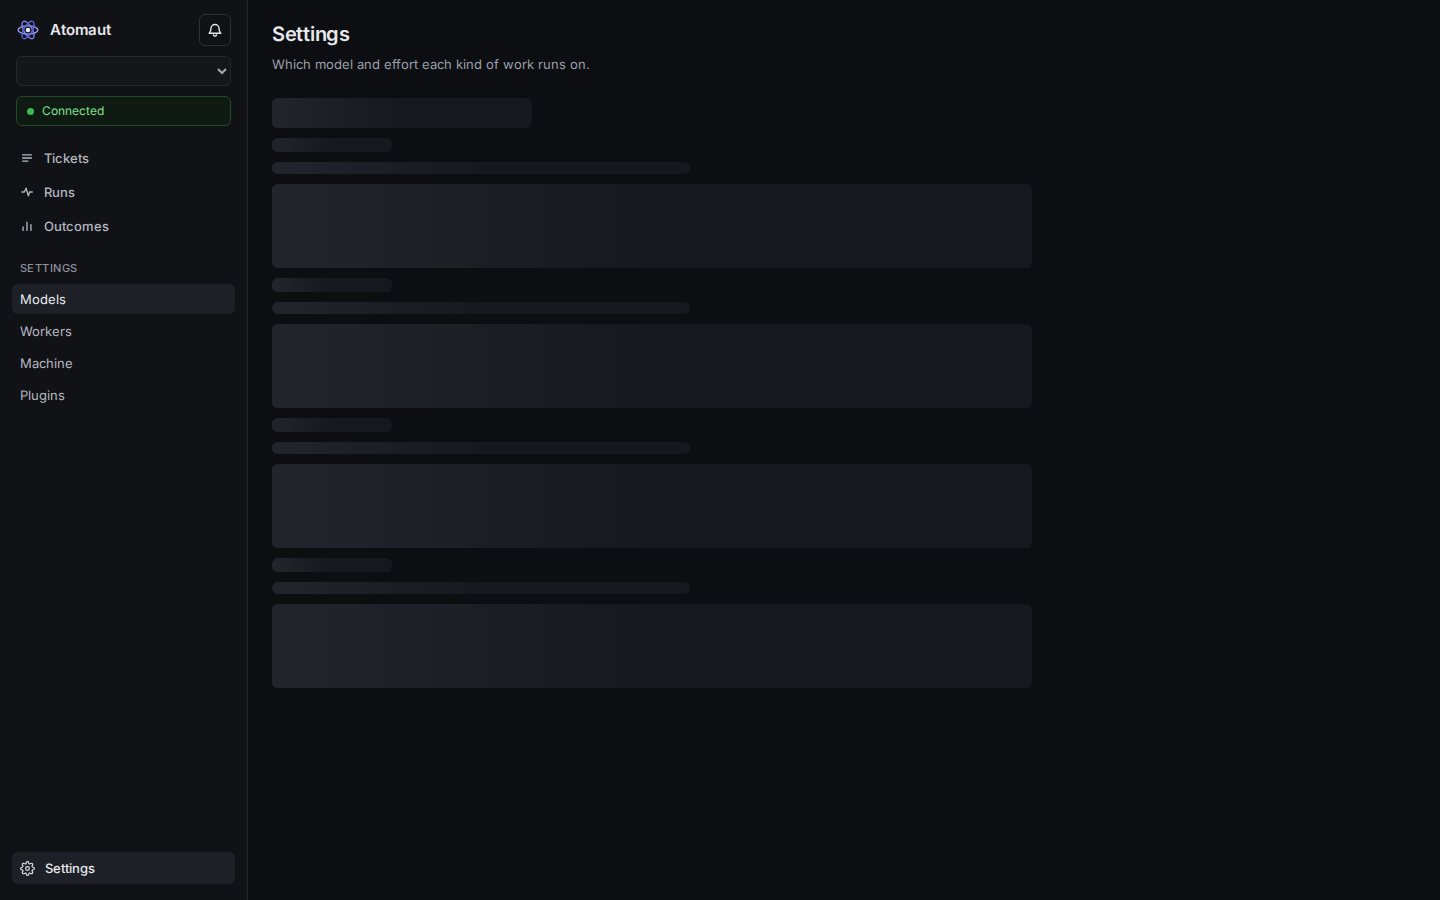 Atomaut
Connected
Tickets
Runs
Outcomes
SETTINGS
Models
Workers
Machine
Plugins
Settings
Settings
Which model and effort each kind of work runs on.